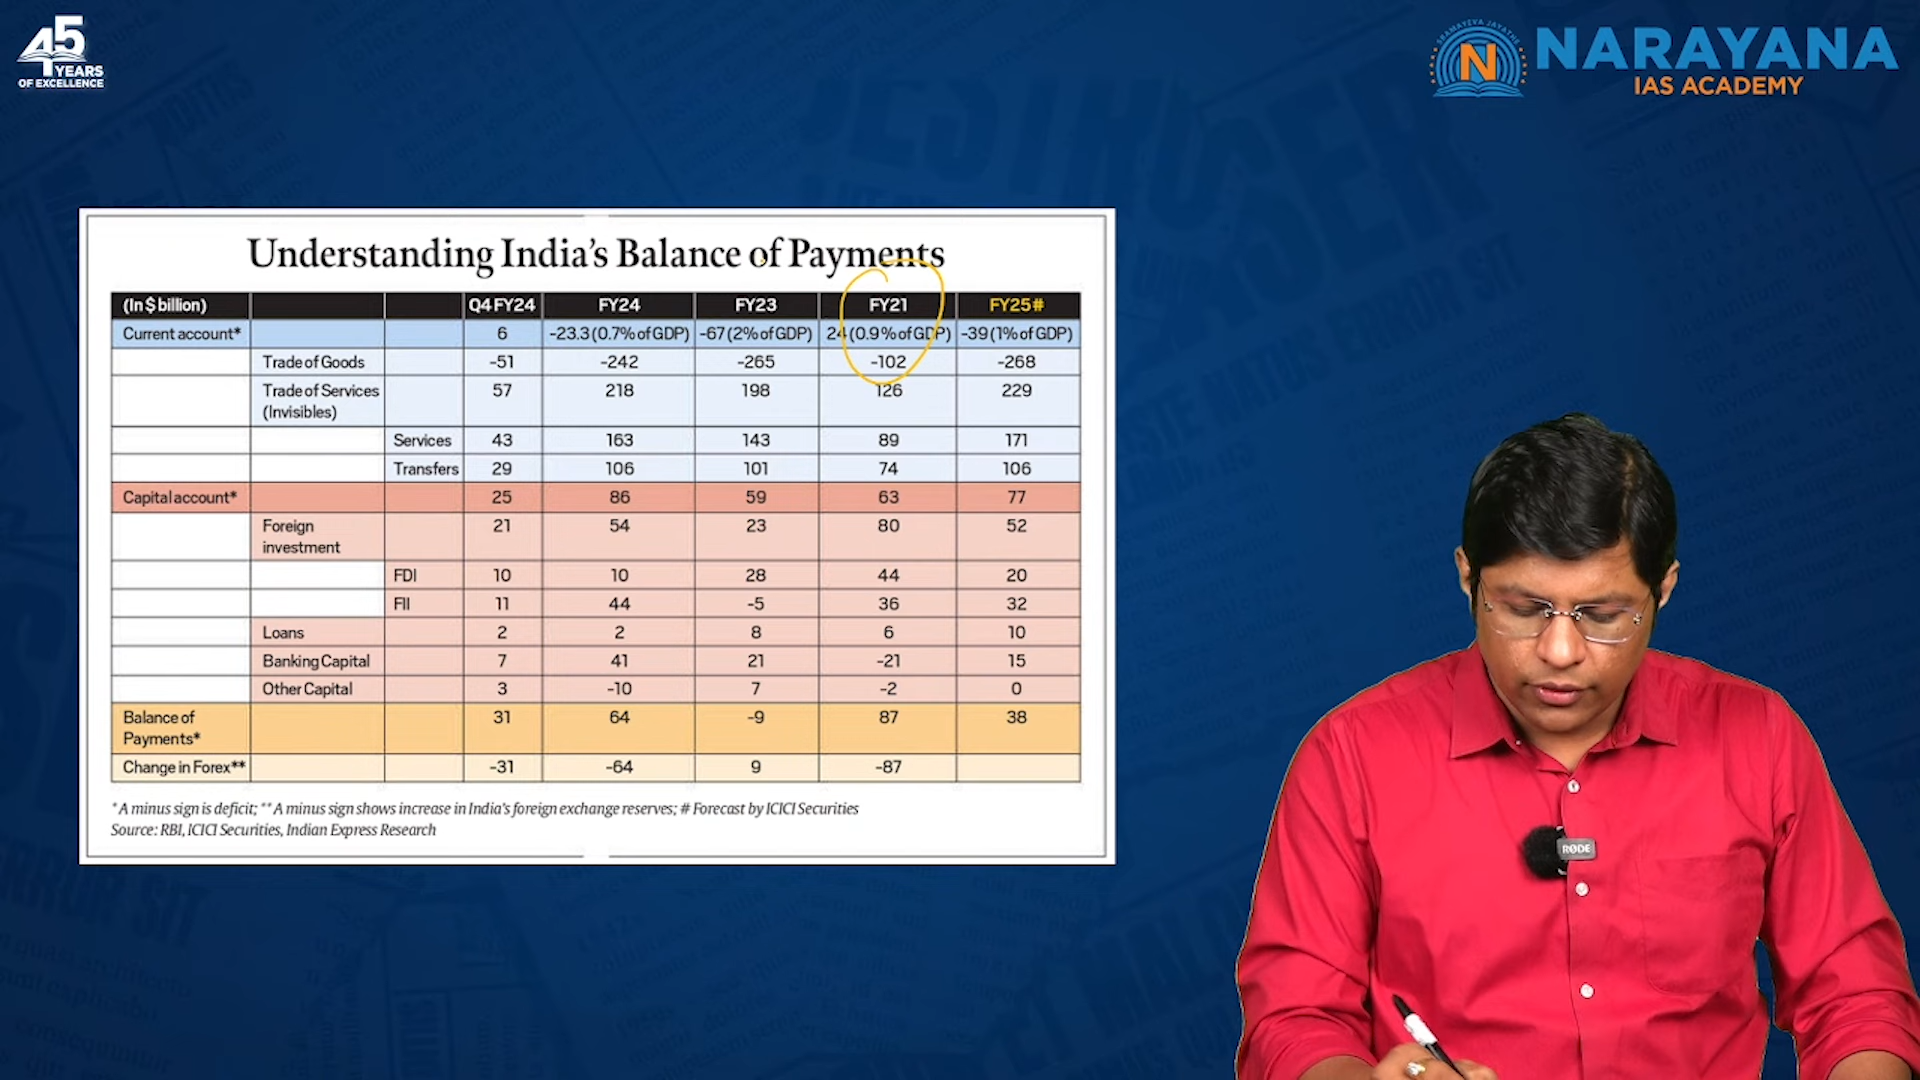 45
YEARS
OF EXCELLENCE
SRAMAYEVA JAYATHE
N
NARAYANA
IAS ACADEMY
Understanding India's Balance of Payments
(In $ billion) Q4 FY24 FY24 FY23 FY21 FY25#
Current account* 6 -23.3 (0.7% of GDP) -67 (2% of GDP) 24 (0.9% of GDP) -39 (1% of GDP)
Trade of Goods -51 -242 -265 -102 -268
Trade of Services 57 218 198 126 229
(Invisibles)
Services 43 163 143 89 171
Transfers 29 106 101 74 106
Capital account* 25 86 59 63 77
Foreign 21 54 23 80 52
investment
FDI 10 10 28 44 20
FII 11 44 -5 36 32
Loans 2 2 8 6 10
Banking Capital 7 41 21 -21 15
Other Capital 3 -10 7 -2 0
Balance of 31 64 -9 87 38
Payments*
Change in Forex** -31 -64 9 -87
*A minus sign is deficit; **A minus sign shows increase in India's foreign exchange reserves; # Forecast by ICICI Securities
Source: RBI, ICICI Securities, Indian Express Research
RØDE